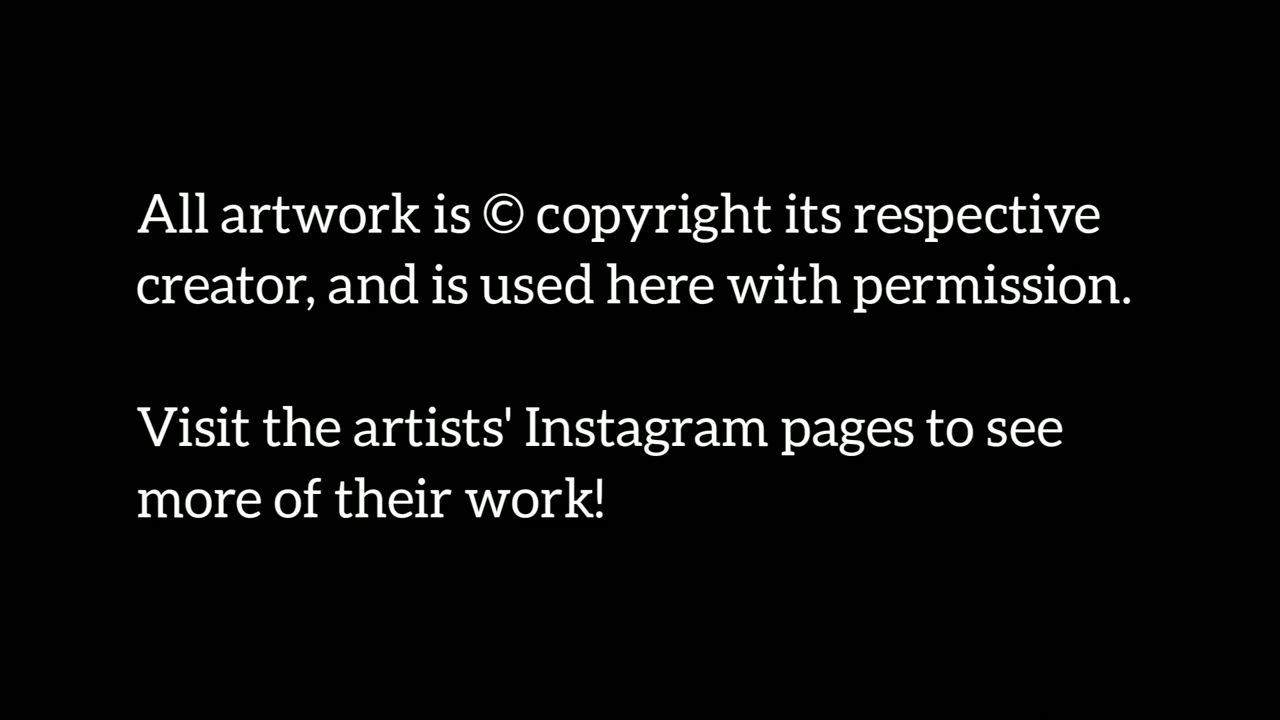 All artwork is © copyright its respective
creator, and is used here with permission.
Visit the artists' Instagram pages to see
more of their work!